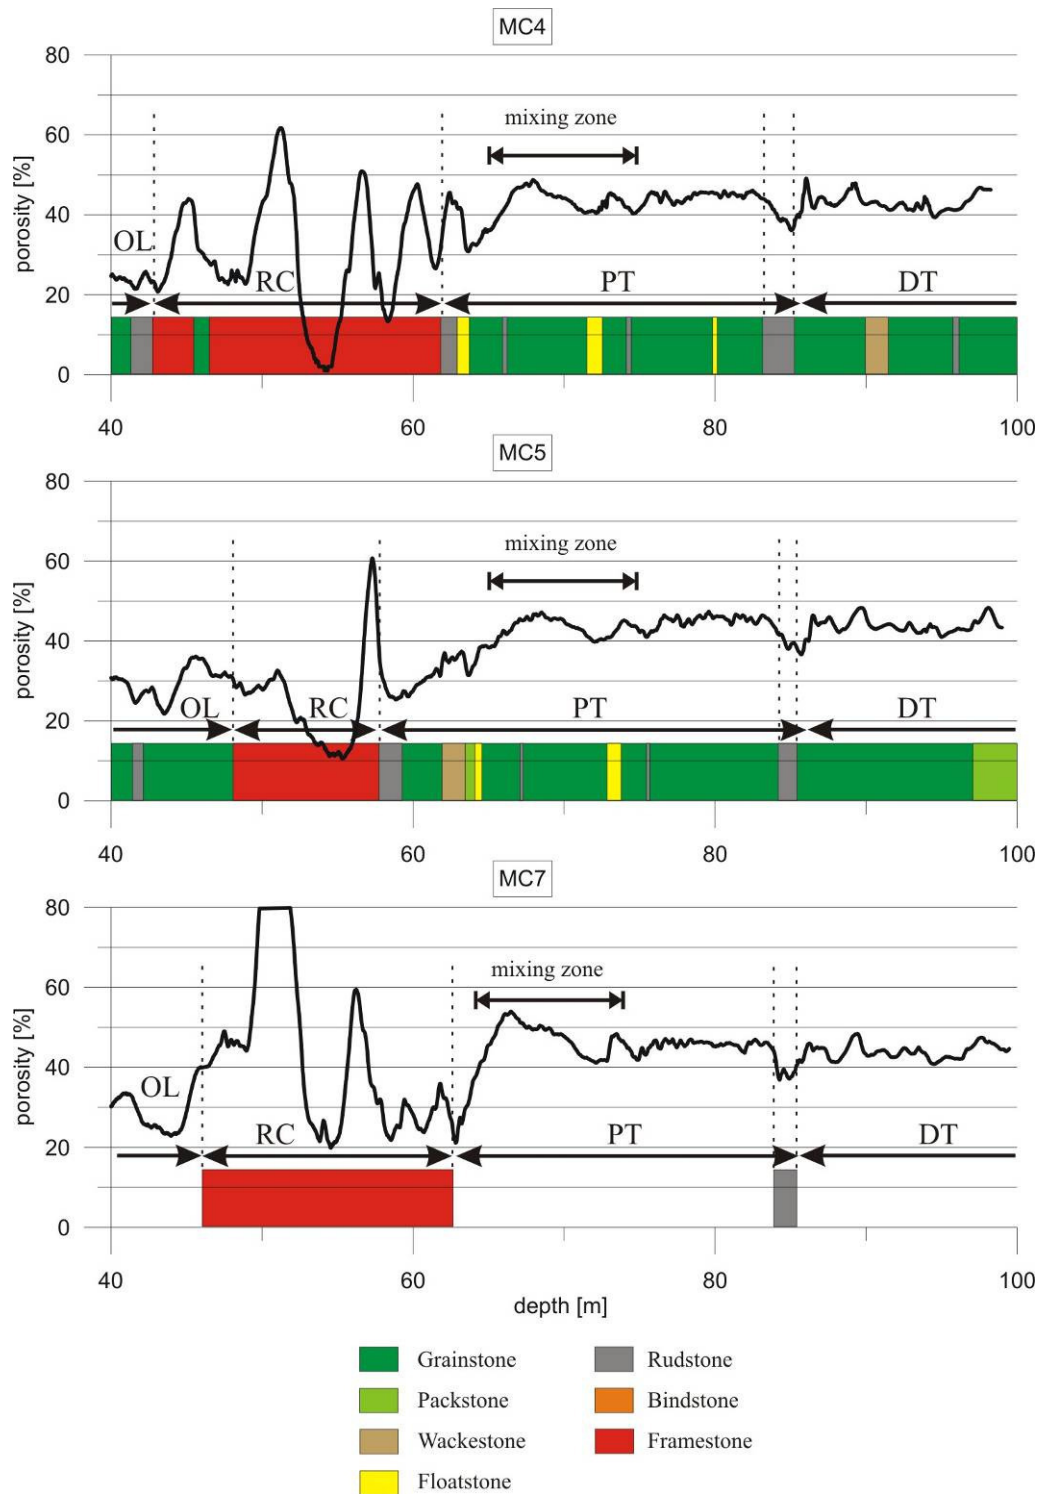 MC4
80
60
40
20
0
porosity [%]
mixing zone
OL RC PT DT
40 60 80 100
MC5
80
60
40
20
0
porosity [%]
mixing zone
OL RC PT DT
40 60 80 100
MC7
80
60
40
20
0
porosity [%]
mixing zone
OL RC PT DT
40 60 80 100
depth [m]
Grainstone Rudstone
Packstone Bindstone
Wackestone Framestone
Floatstone